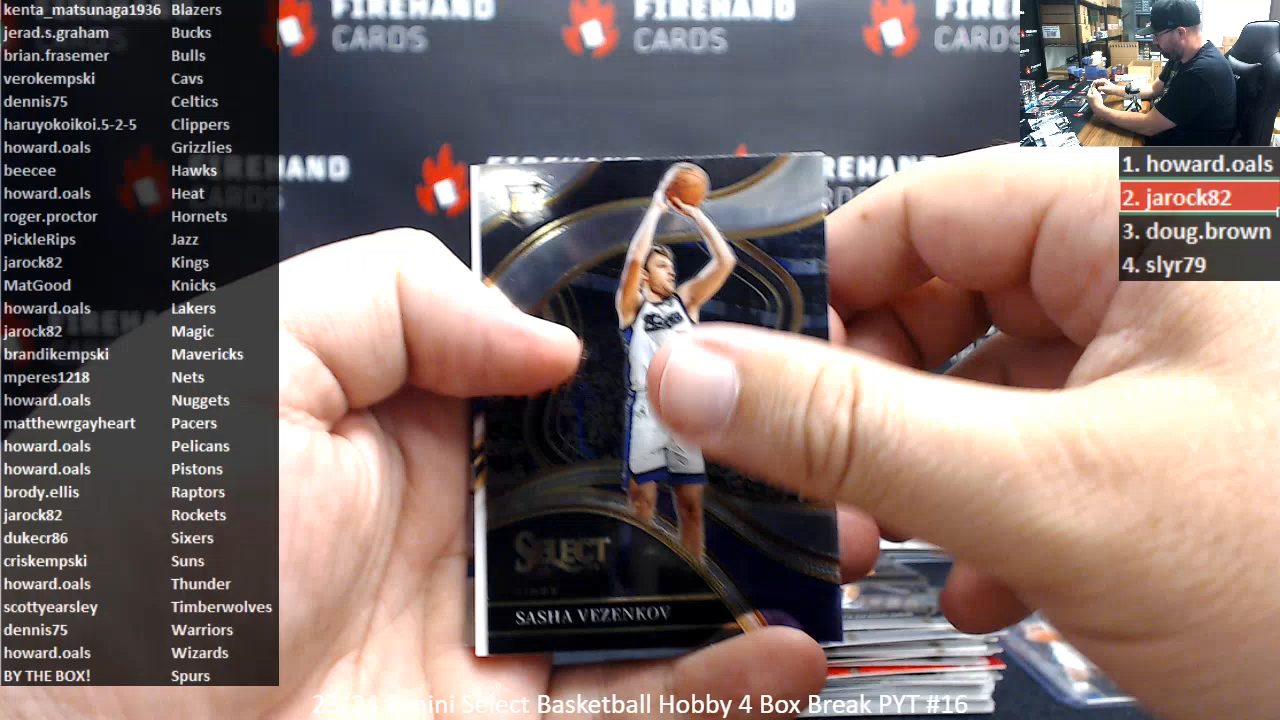 kenta_matsunaga1936 Blazers
jerad.s.graham Bucks
brian.frasemer Bulls
verokempski Cavs
dennis75 Celtics
haruyokoikoi.5-2-5 Clippers
howard.oals Grizzlies
beecee Hawks
howard.oals Heat
roger.proctor Hornets
PickleRips Jazz
jarock82 Kings
MatGood Knicks
howard.oals Lakers
jarock82 Magic
brandikempski Mavericks
mperes1218 Nets
howard.oals Nuggets
matthewrgayheart Pacers
howard.oals Pelicans
howard.oals Pistons
brody.ellis Raptors
jarock82 Rockets
dukecr86 Sixers
criskempski Suns
howard.oals Thunder
scottyearsley Timberwolves
dennis75 Warriors
howard.oals Wizards
BY THE BOX! Spurs
FIREHAND CARDS
FIREHAND CARDS
FIRE
CARDS
FIREHAND
1. howard.oals
2. jarock82
3. doug.brown
4. slyr79
SELECT
SASHA VEZENKOV
Select Basketball Hobby 4 Box Break PYT #16